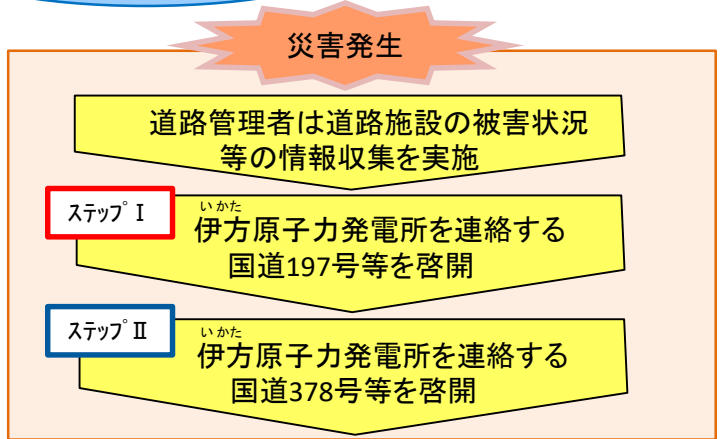 災害発生
道路管理者は道路施設の被害状況
等の情報収集を実施
ステップⅠ
いかた
伊方原子力発電所を連絡する
国道197号等を啓開
ステップⅡ
いかた
伊方原子力発電所を連絡する
国道378号等を啓開